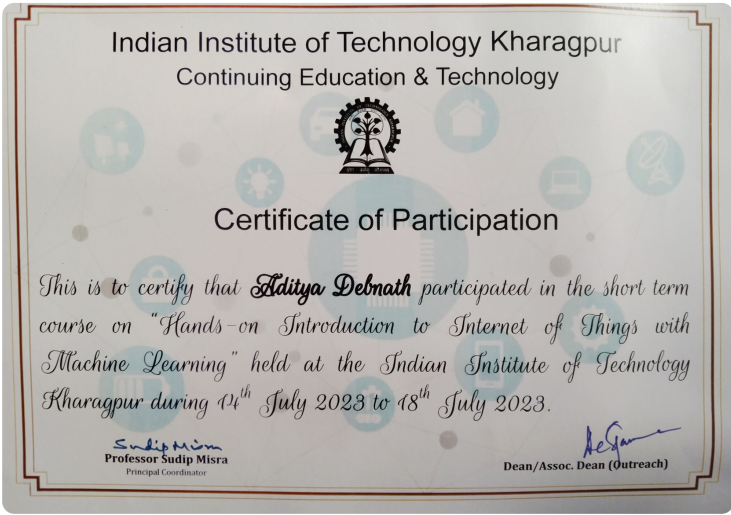 Indian Institute of Technology Kharagpur
Continuing Education & Technology
Certificate of Participation
This is to certify that Aditya Debnath participated in the short term
course on "Hands-on Introduction to Internet of Things with
Machine Learning" held at the Indian Institute of Technology
Kharagpur during 14th July 2023 to 18th July 2023.
Sudip Misra
Professor Sudip Misra
Principal Coordinator
Dean/Assoc. Dean (Outreach)